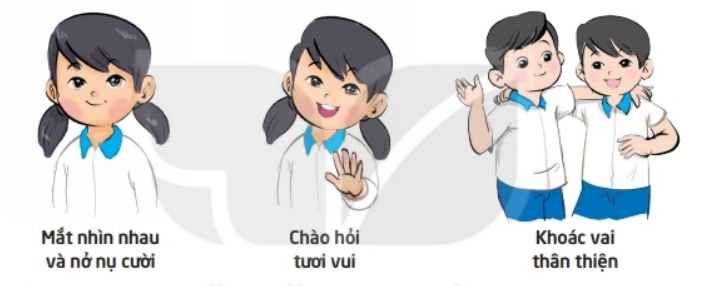 Mắt nhìn nhau
và nở nụ cười
Chào hỏi
tươi vui
Khoác vai
thân thiện